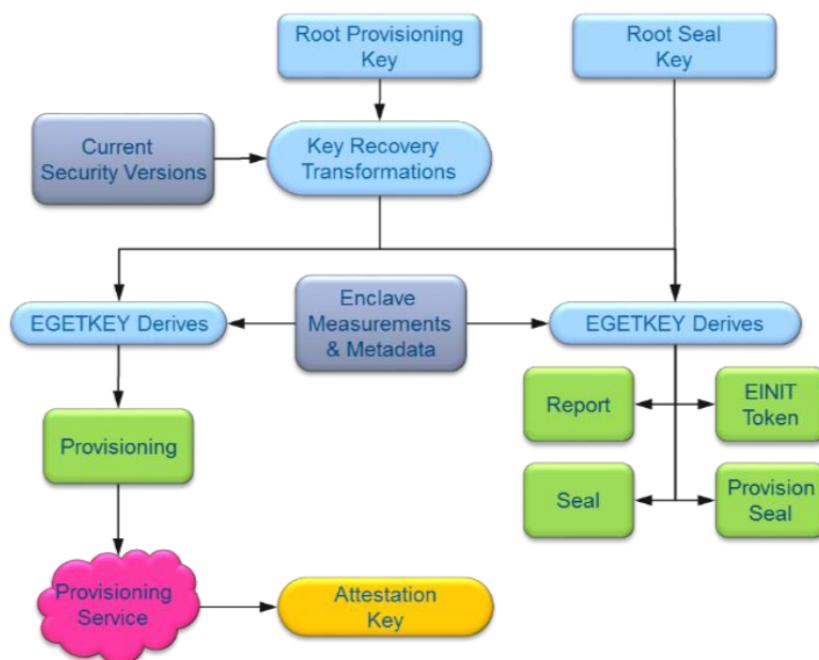 Root Provisioning
Key
Root Seal
Key
Current
Security Versions
Key Recovery
Transformations
EGETKEY Derives
Enclave
Measurements
& Metadata
EGETKEY Derives
Provisioning
Report
EINIT
Token
Seal
Provision
Seal
Provisioning
Service
Attestation
Key